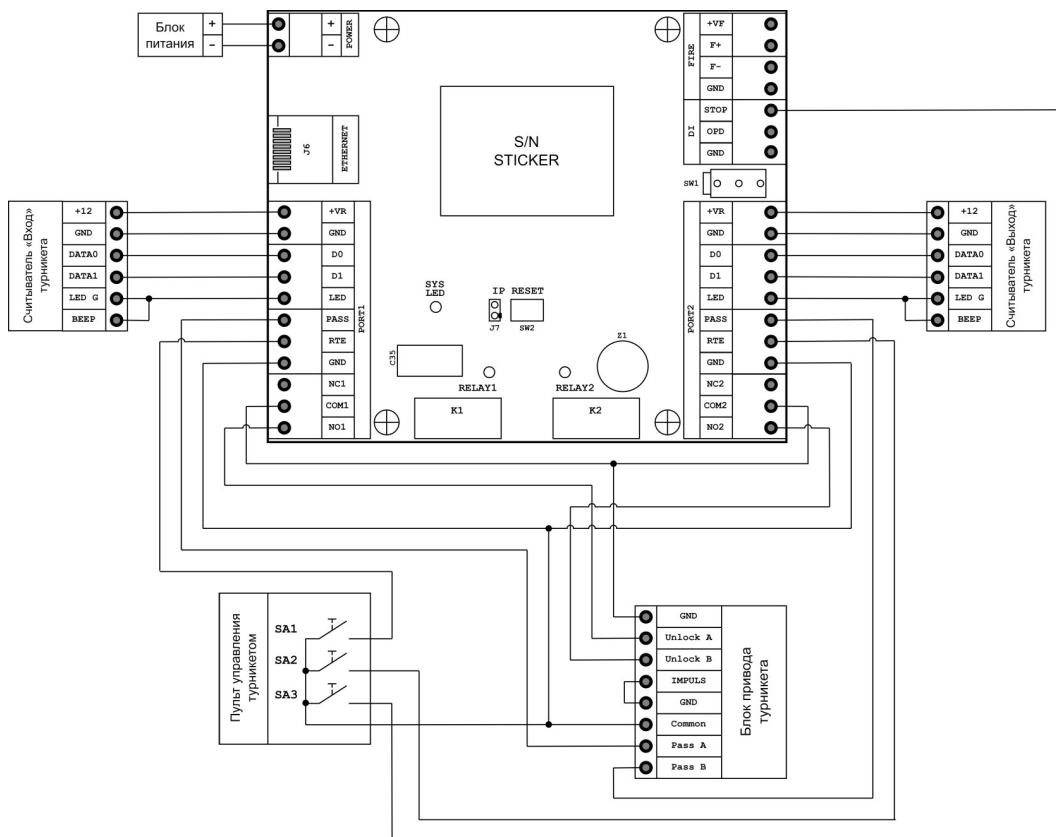 Блок
питания
+
-
+
-
POWER
J6
ETHERNET
S/N
STICKER
FIRE
+VF
F+
F-
GND
DI
STOP
OPD
GND
SW1
Считыватель «Вход»
турникета
+12
GND
DATA0
DATA1
LED G
BEEP
PORT1
+VR
GND
D0
D1
LED
PASS
RTE
GND
NC1
COM1
NO1
SYS
LED
IP RESET
J7
SW2
C35
Z1
RELAY1
RELAY2
K1
K2
PORT2
+VR
GND
D0
D1
LED
PASS
RTE
GND
NC2
COM2
NO2
+12
GND
DATA0
DATA1
LED G
BEEP
Считыватель «Выход»
турникета
Пульт управления
турникетом
SA1
SA2
SA3
GND
Unlock A
Unlock B
IMPULS
GND
Common
Pass A
Pass B
Блок привода
турникета